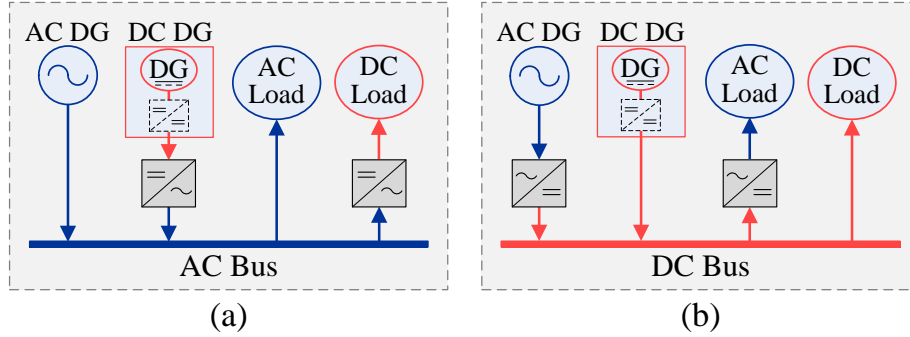 AC DG DC DG
DG
AC
Load
DC
Load
AC Bus
(a)
AC DG DC DG
DG
AC
Load
DC
Load
DC Bus
(b)